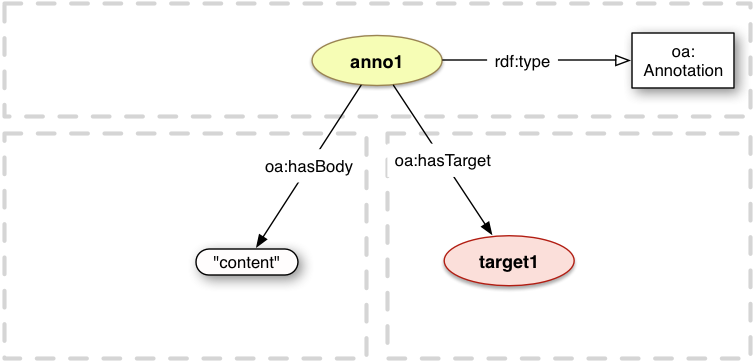 anno1
rdf:type
oa:
Annotation
oa:hasBody
oa:hasTarget
"content"
target1